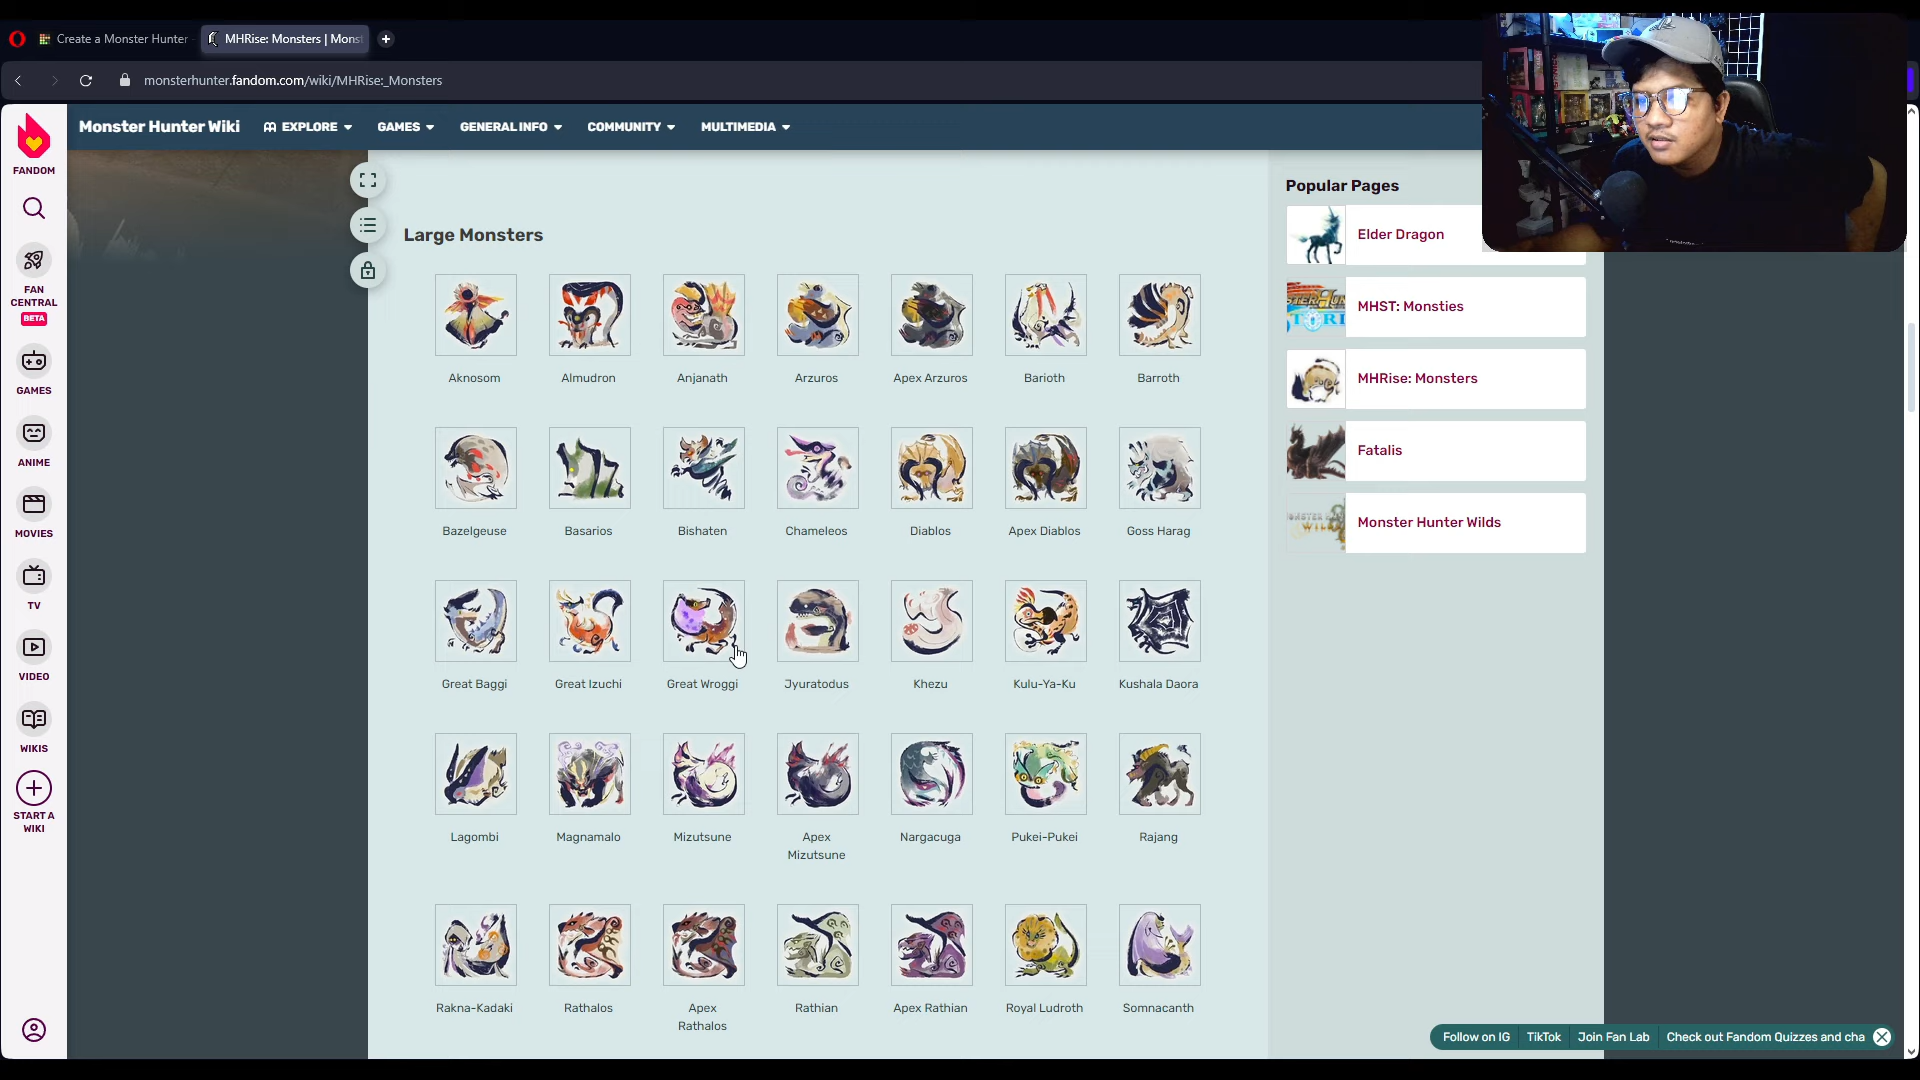 Create a Monster Hunter
MHRise: Monsters | Mons
monsterhunter.fandom.com/wiki/MHRise:_Monsters
Monster Hunter Wiki
EXPLORE
GAMES
GENERAL INFO
COMMUNITY
MULTIMEDIA
FANDOM
FAN
CENTRAL
BETA
GAMES
ANIME
MOVIES
TV
VIDEO
WIKIS
START A
WIKI
Large Monsters
Aknosom
Almudron
Anjanath
Arzuros
Apex Arzuros
Barioth
Barroth
Bazelgeuse
Basarios
Bishaten
Chameleos
Diablos
Apex Diablos
Goss Harag
Great Baggi
Great Izuchi
Great Wroggi
Jyuratodus
Khezu
Kulu-Ya-Ku
Kushala Daora
Lagombi
Magnamalo
Mizutsune
Apex
Mizutsune
Nargacuga
Pukei-Pukei
Rajang
Rakna-Kadaki
Rathalos
Apex
Rathalos
Rathian
Apex Rathian
Royal Ludroth
Somnacanth
Popular Pages
Elder Dragon
MHST: Monsties
MHRise: Monsters
Fatalis
Monster Hunter Wilds
Follow on IG
TikTok
Join Fan Lab
Check out Fandom Quizzes and cha